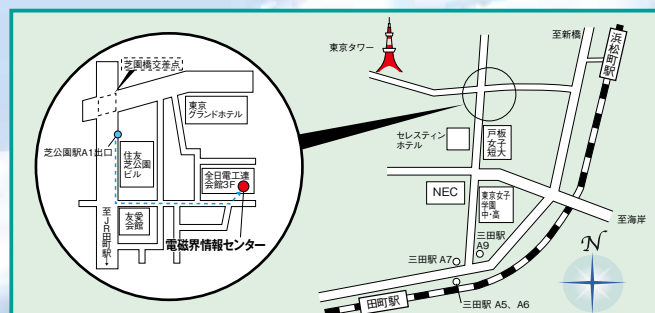 芝園橋交差点
東京
グランドホテル
芝公園駅A1出口
住友
芝公園
ビル
全日電工連
会館3F
友愛
会館
電磁界情報センター
至JR田町駅
東京タワー
至新橋
浜松町駅
セレスティン
ホテル
戸板
女子
短大
NEC
東京女子
学園
中・高
至海岸
三田駅
A9
三田駅 A7
田町駅
三田駅 A5、A6
N